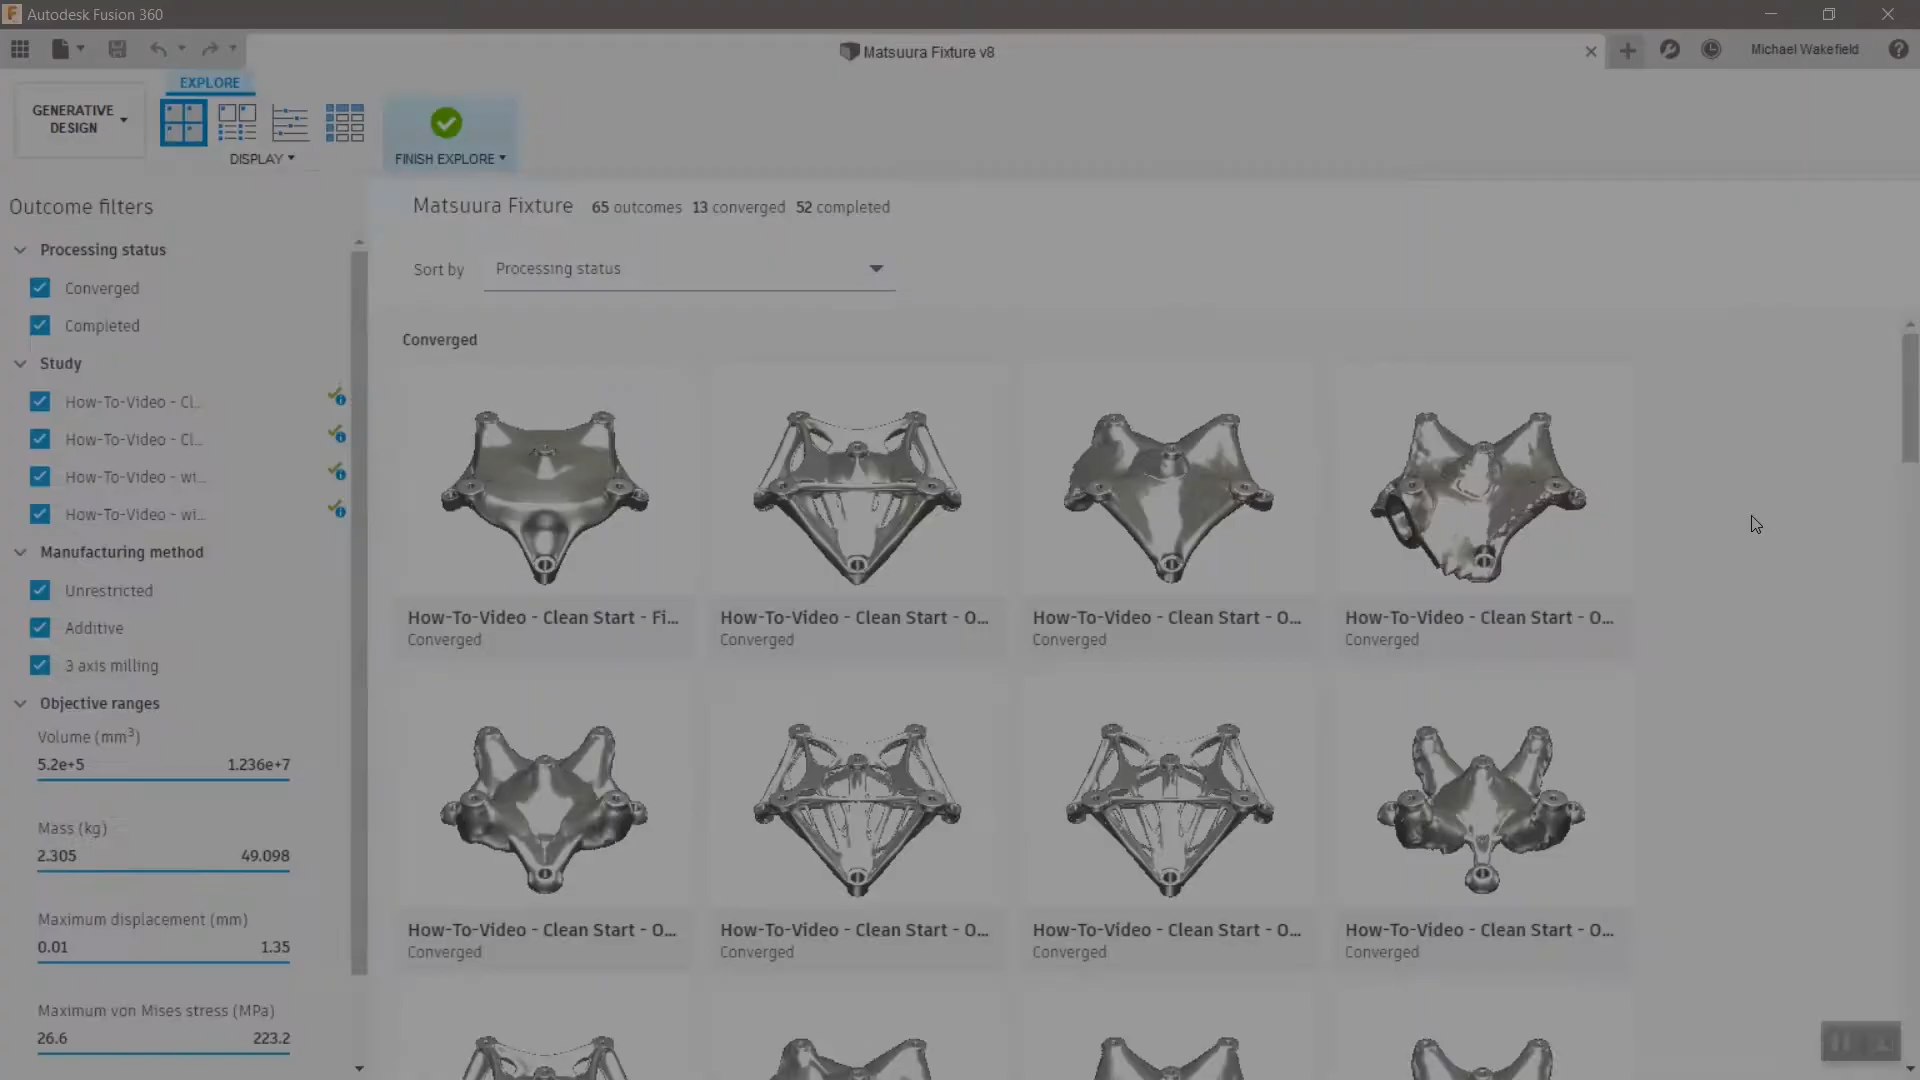 Autodesk Fusion 360
Matsuura Fixture v8
Michael Wakefield
EXPLORE
GENERATIVE
DESIGN
DISPLAY
FINISH EXPLORE
Outcome filters
Processing status
Converged
Completed
Study
How-To-Video - Cl...
How-To-Video - Cl...
How-To-Video - wi...
How-To-Video - wi...
Manufacturing method
Unrestricted
Additive
3 axis milling
Objective ranges
Volume (mm³)
5.2e+5 1.236e+7
Mass (kg)
2.305 49.098
Maximum displacement (mm)
0.01 1.35
Maximum von Mises stress (MPa)
26.6 223.2
Matsuura Fixture 65 outcomes 13 converged 52 completed
Sort by Processing status
Converged
How-To-Video - Clean Start - Fi...
Converged
How-To-Video - Clean Start - O...
Converged
How-To-Video - Clean Start - O...
Converged
How-To-Video - Clean Start - O...
Converged
How-To-Video - Clean Start - O...
Converged
How-To-Video - Clean Start - O...
Converged
How-To-Video - Clean Start - O...
Converged
How-To-Video - Clean Start - O...
Converged